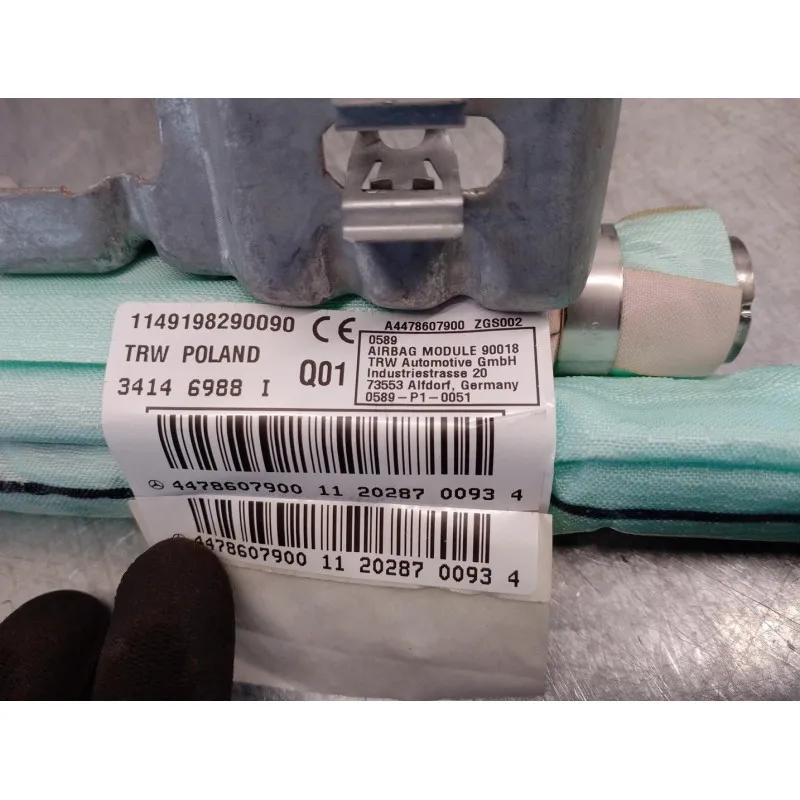 1149198290090 CE A4478607900 ZGS002
TRW POLAND
3414 6988 I Q01
0589
AIRBAG MODULE 90018
TRW Automotive GmbH
Industriestrasse 20
73553 Alfdorf, Germany
0589-P1-0051
4478607900 11 20287 0093 4
4478607900 11 20287 0093 4